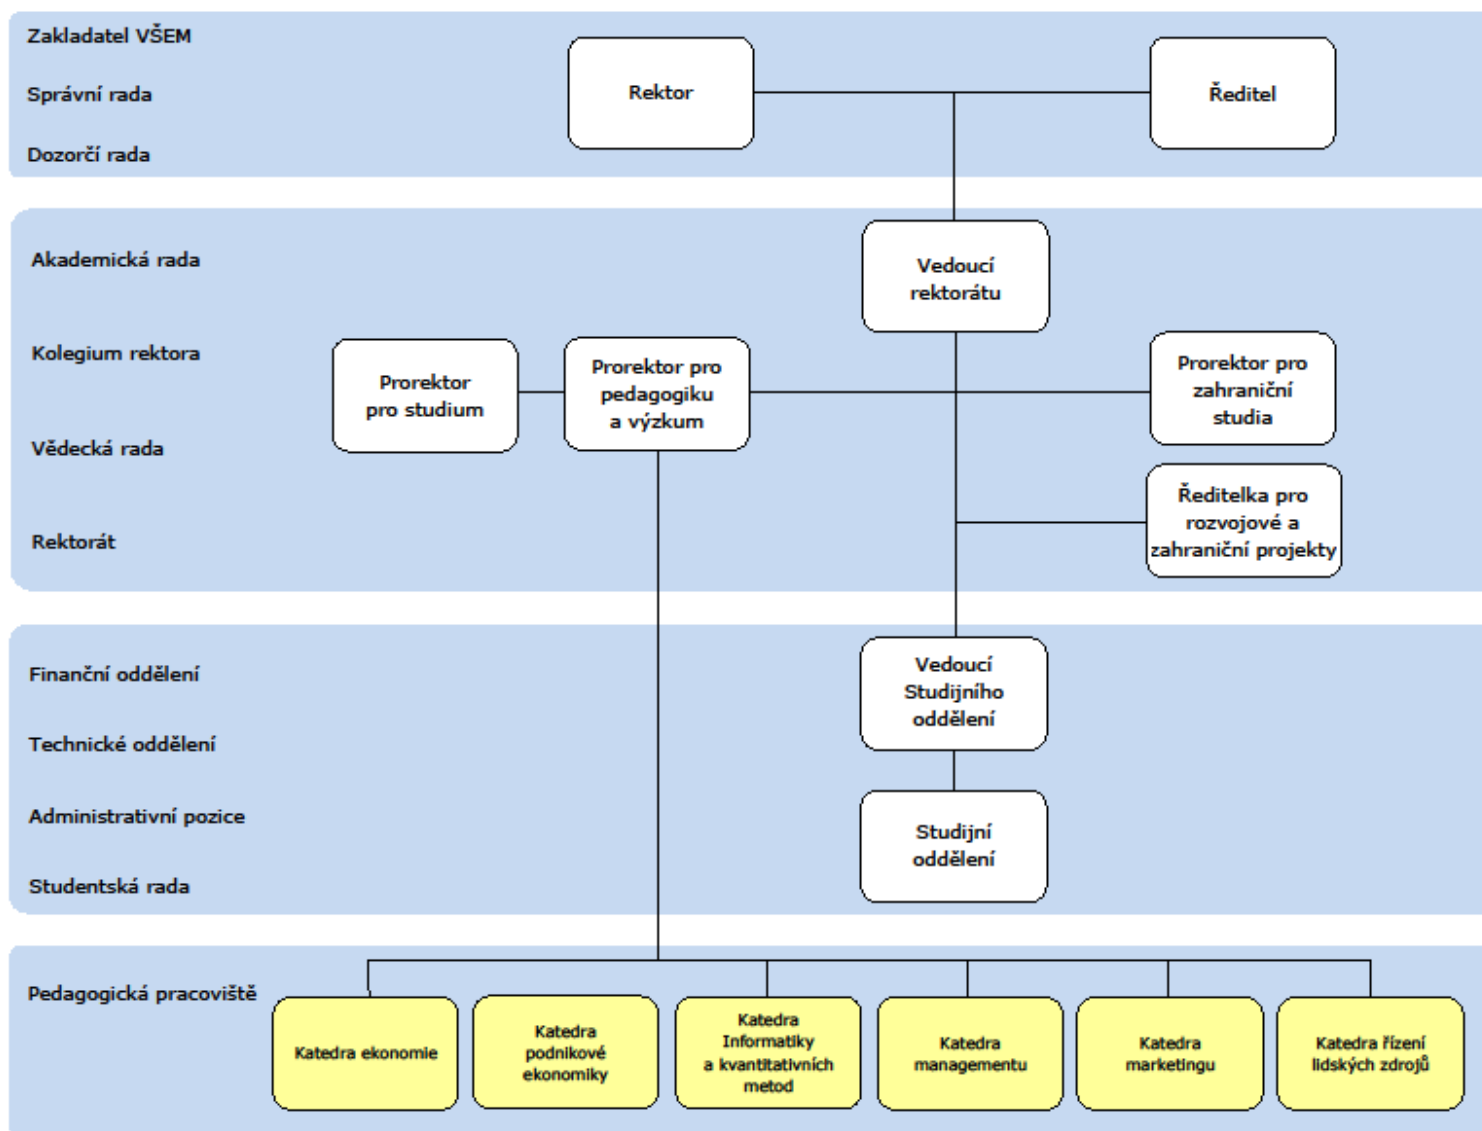 Zakladatel VŠEM
Správní rada
Dozorčí rada
Rektor
Ředitel
Akademická rada
Kolegium rektora
Vědecká rada
Rektorát
Vedoucí
rektorátu
Prorektor
pro studium
Prorektor pro
pedagogiku
a výzkum
Prorektor pro
zahraniční
studia
Ředitelka pro
rozvojové a
zahraniční projekty
Finanční oddělení
Technické oddělení
Administrativní pozice
Studentská rada
Vedoucí
Studijního
oddělení
Studijní
oddělení
Pedagogická pracoviště
Katedra ekonomie
Katedra
podnikové
ekonomiky
Katedra
Informatiky
a kvantitativních
metod
Katedra
managementu
Katedra
marketingu
Katedra řízení
lidských zdrojů